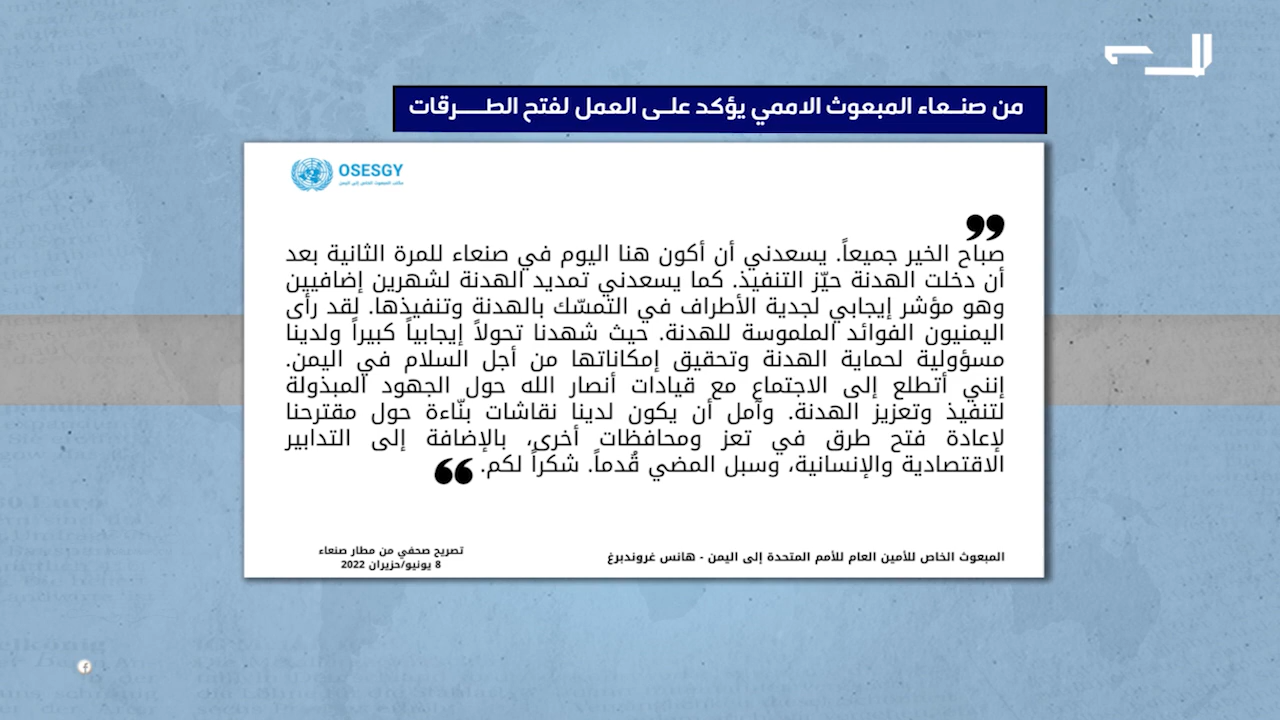 من صنعاء المبعوث الاممي يؤكد على العمل لفتح الطرقات
OSESGY
مكتب المبعوث الخاص إلى اليمن
صباح الخير جميعاً. يسعدني أن أكون هنا اليوم في صنعاء للمرة الثانية بعد
أن دخلت الهدنة حيّز التنفيذ. كما يسعدني تمديد الهدنة لشهرين إضافيين
وهو مؤشر إيجابي لجدية الأطراف في التمسّك بالهدنة وتنفيذها. لقد رأى
اليمنيون الفوائد الملموسة للهدنة. حيث شهدنا تحولاً إيجابياً كبيراً ولدينا
مسؤولية لحماية الهدنة وتحقيق إمكاناتها من أجل السلام في اليمن.
إنني أتطلع إلى الاجتماع مع قيادات أنصار الله حول الجهود المبذولة
لتنفيذ وتعزيز الهدنة. وآمل أن يكون لدينا نقاشات بنّاءة حول مقترحنا
لإعادة فتح طرق في تعز ومحافظات أخرى، بالإضافة إلى التدابير
الاقتصادية والإنسانية، وسبل المضي قُدماً. شكراً لكم.
المبعوث الخاص للأمين العام للأمم المتحدة إلى اليمن - هانس غروندبرغ
تصريح صحفي من مطار صنعاء
8 يونيو/حزيران 2022